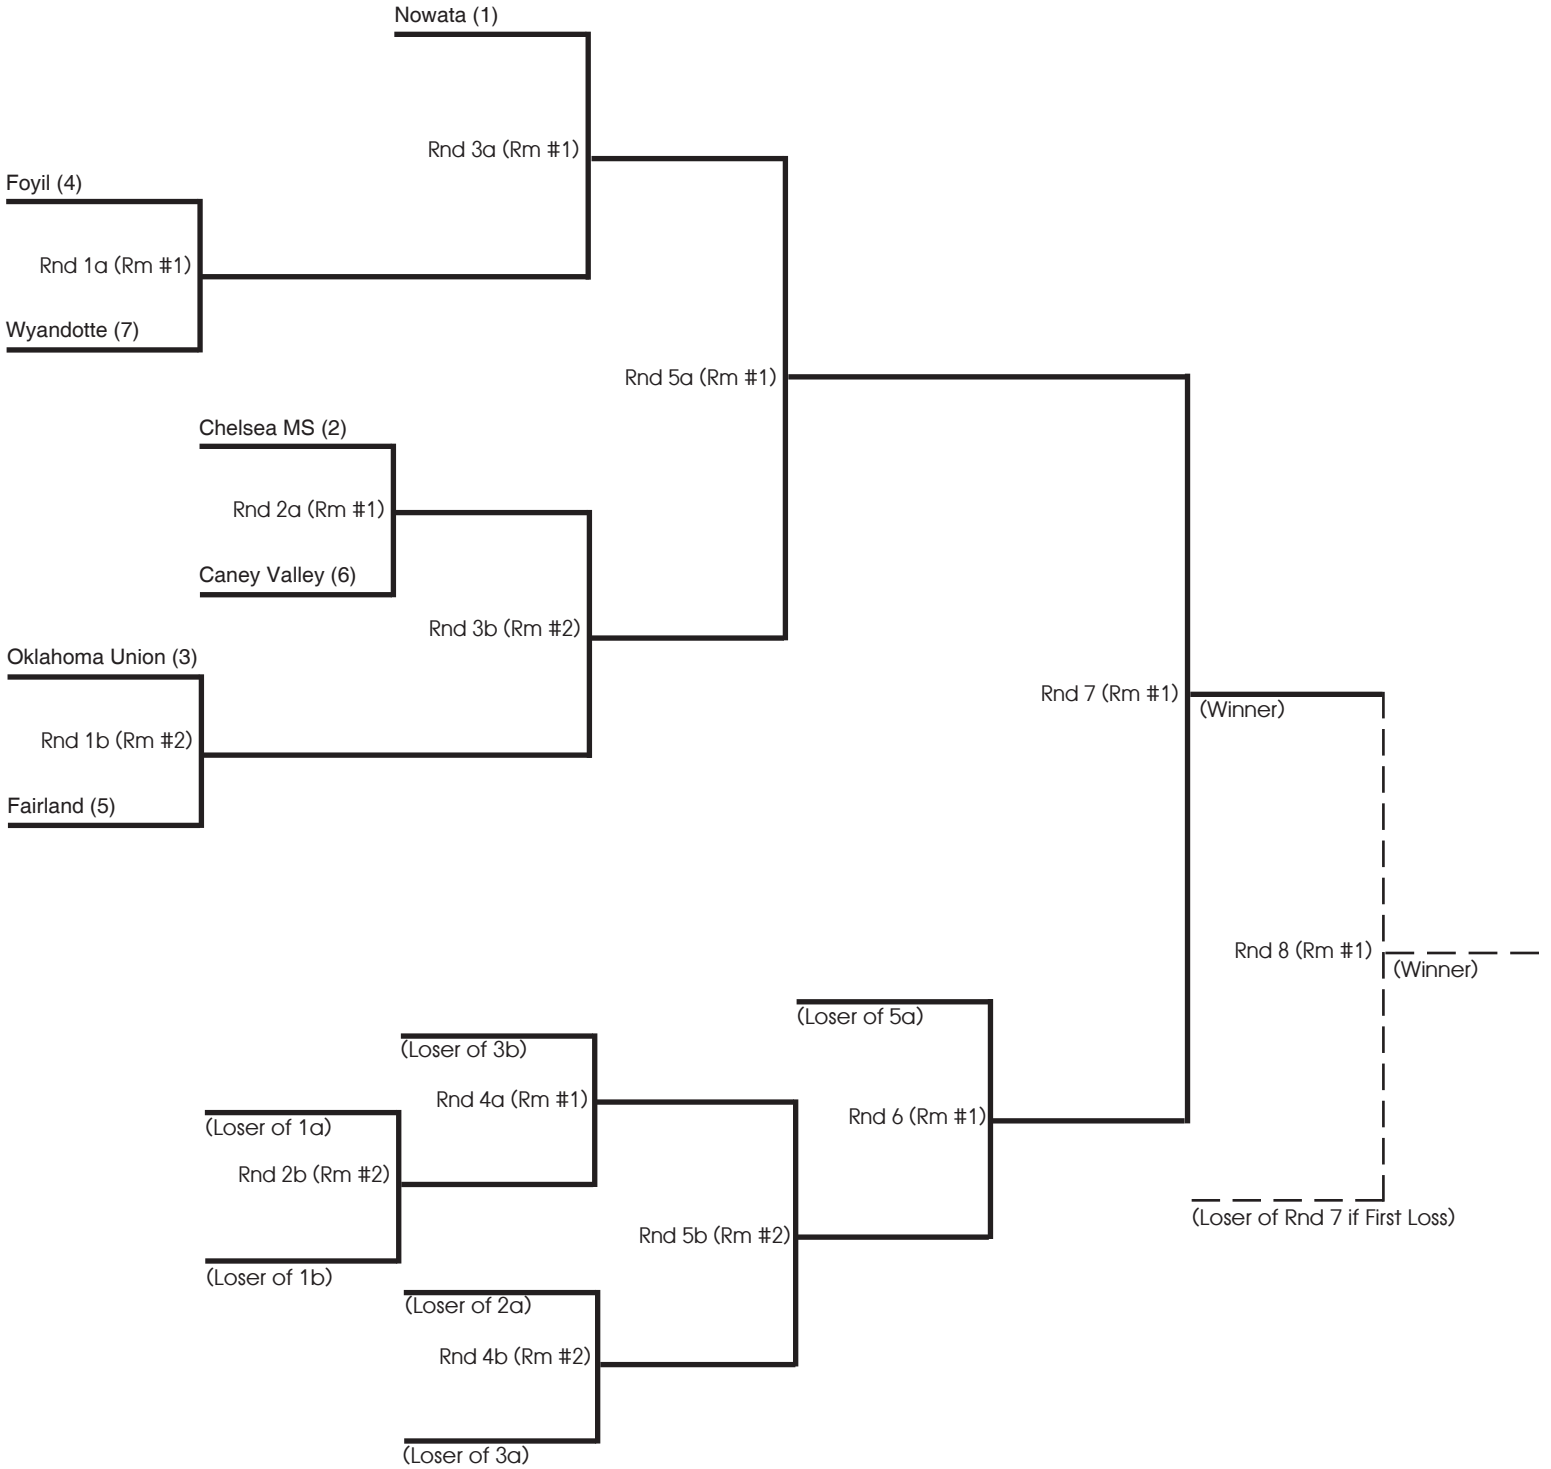 Nowata (1)
Rnd 3a (Rm #1)
Foyil (4)
Rnd 1a (Rm #1)
Wyandotte (7)
Rnd 5a (Rm #1)
Chelsea MS (2)
Rnd 2a (Rm #1)
Caney Valley (6)
Rnd 3b (Rm #2)
Oklahoma Union (3)
Rnd 1b (Rm #2)
Fairland (5)
Rnd 7 (Rm #1)
(Winner)
Rnd 8 (Rm #1)
(Winner)
(Loser of 5a)
(Loser of 3b)
Rnd 4a (Rm #1)
Rnd 6 (Rm #1)
(Loser of 1a)
Rnd 2b (Rm #2)
(Loser of Rnd 7 if First Loss)
Rnd 5b (Rm #2)
(Loser of 1b)
(Loser of 2a)
Rnd 4b (Rm #2)
(Loser of 3a)